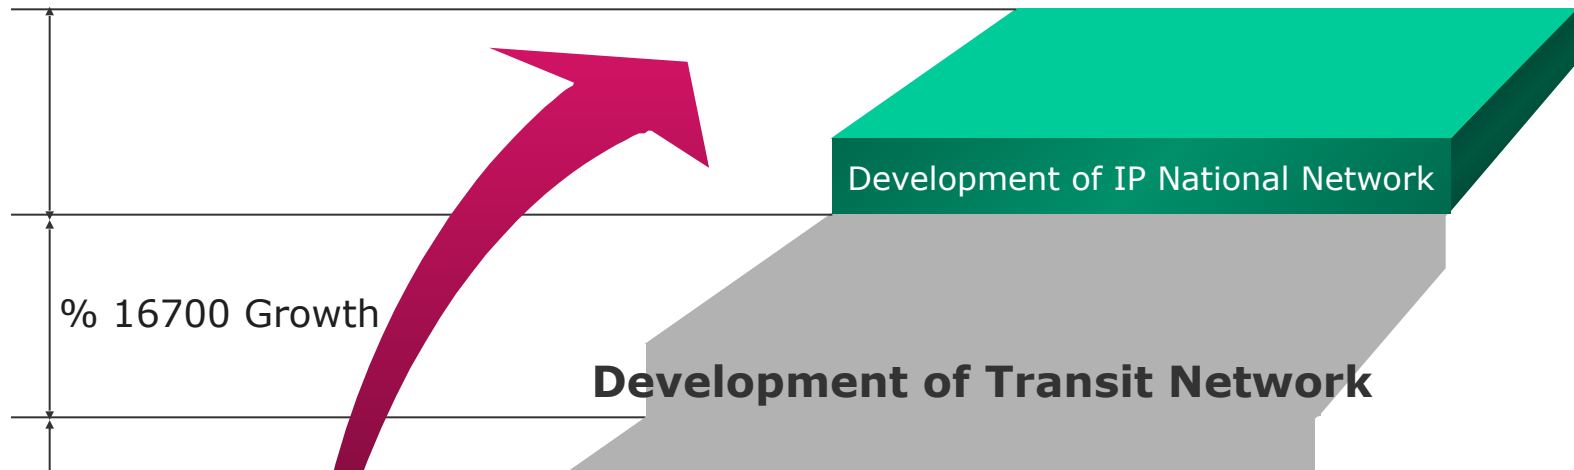 Development of IP National Network
% 16700 Growth
Development of Transit Network